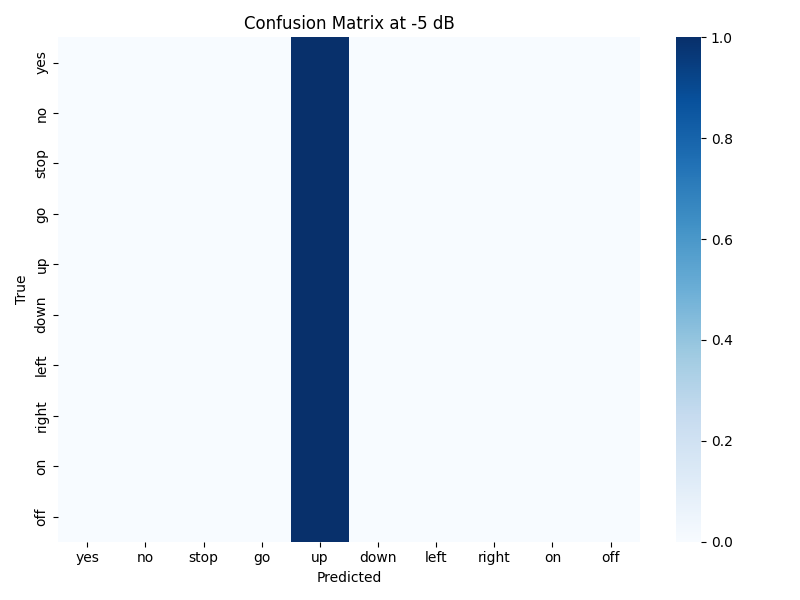 Confusion Matrix at -5 dB
True
yes
no
stop
go
up
down
left
right
on
off
yes no stop go up down left right on off
Predicted
1.0
0.8
0.6
0.4
0.2
0.0